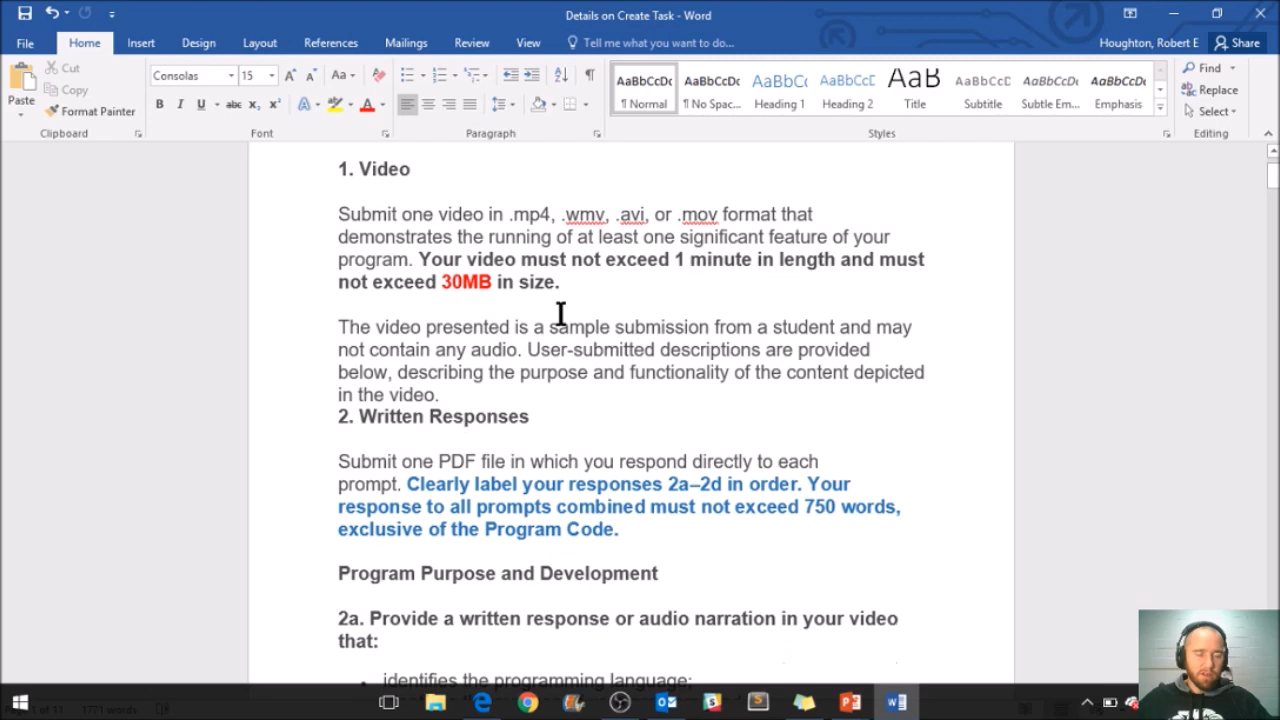 Details on Create Task - Word
File Home Insert Design Layout References Mailings Review View Tell me what you want to do... Houghton, Robert E Share
Paste
Cut
Copy
Format Painter
Clipboard
Consolas 15
Font
Paragraph
AaBbCcDc ¶ Normal
AaBbCcDc ¶ No Spac...
AaBbCc Heading 1
AaBbCcD Heading 2
AaB Title
AaBbCcD Subtitle
AaBbCcD Subtle Em...
AaBbCcD Emphasis
Styles
Find
Replace
Select
Editing
1. Video
Submit one video in .mp4, .wmv, .avi, or .mov format that
demonstrates the running of at least one significant feature of your
program. Your video must not exceed 1 minute in length and must
not exceed 30MB in size.
The video presented is a sample submission from a student and may
not contain any audio. User-submitted descriptions are provided
below, describing the purpose and functionality of the content depicted
in the video.
2. Written Responses
Submit one PDF file in which you respond directly to each
prompt. Clearly label your responses 2a–2d in order. Your
response to all prompts combined must not exceed 750 words,
exclusive of the Program Code.
Program Purpose and Development
2a. Provide a written response or audio narration in your video
that:
• identifies the programming language;
Page 1 of 11 1771 words